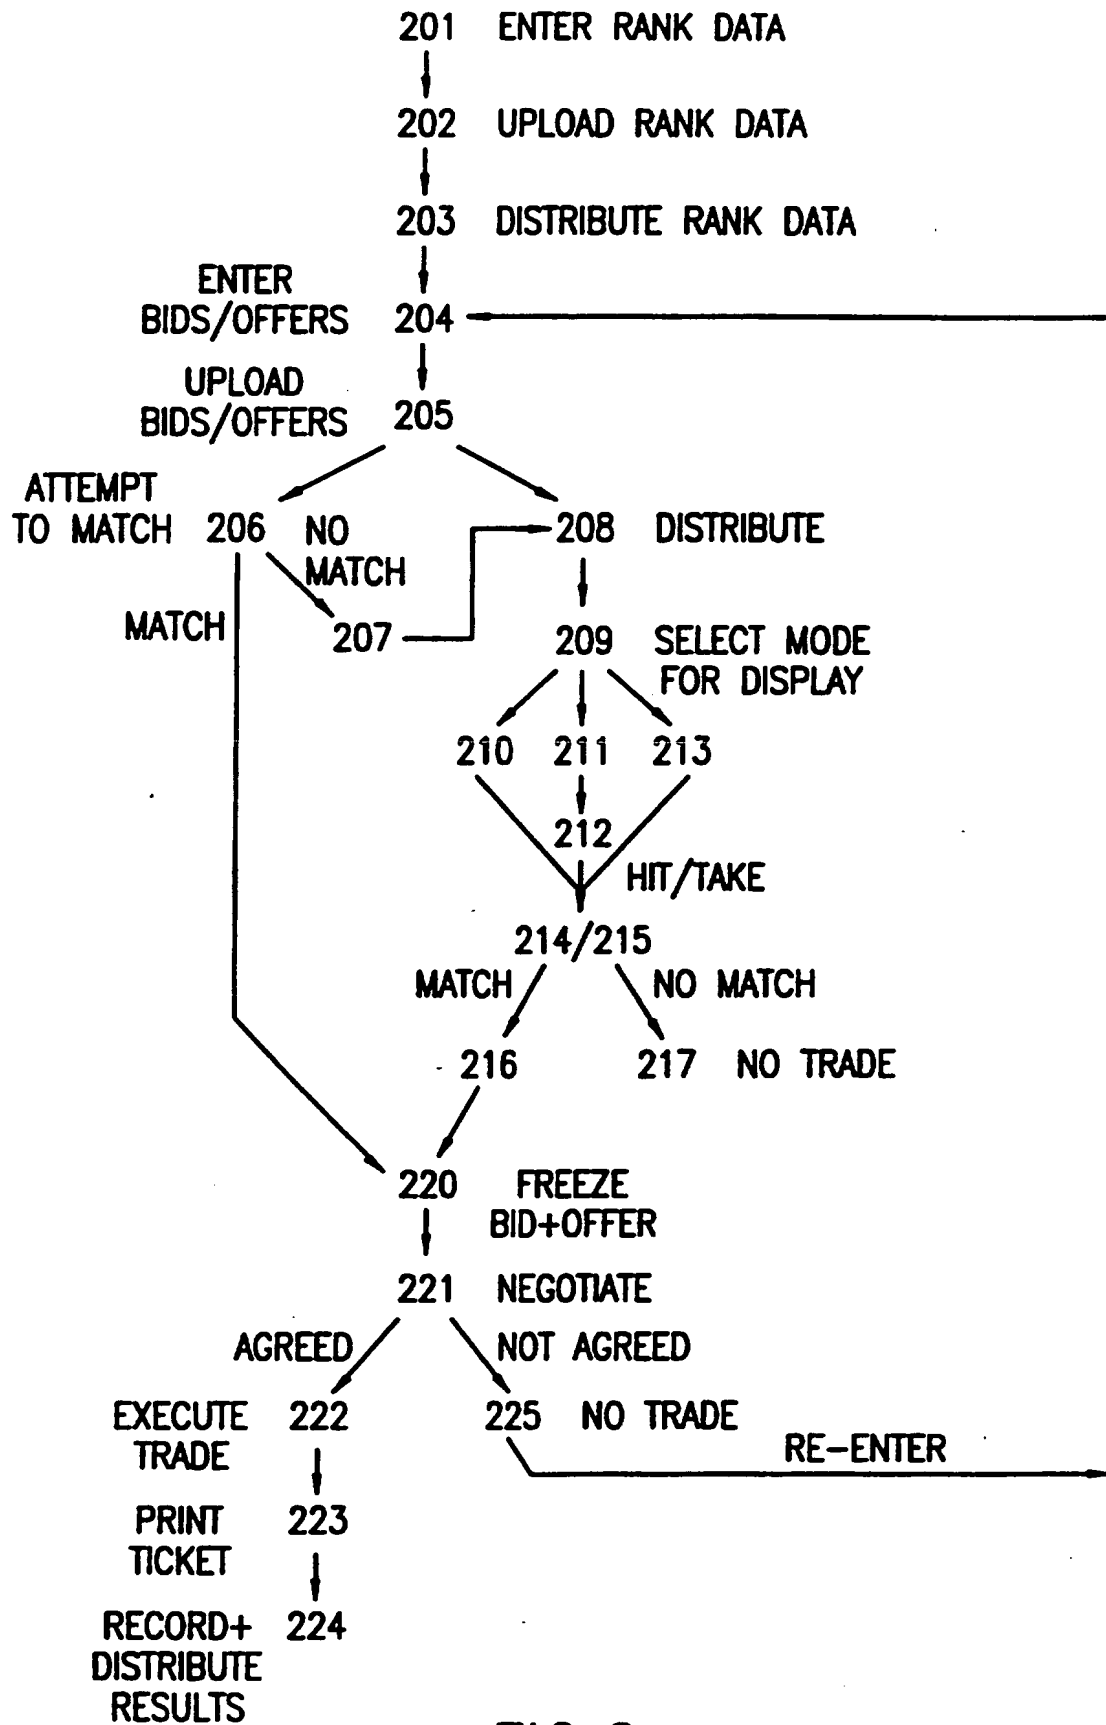 201 ENTER RANK DATA
202 UPLOAD RANK DATA
203 DISTRIBUTE RANK DATA
ENTER
BIDS/OFFERS 204
UPLOAD
BIDS/OFFERS 205
ATTEMPT
TO MATCH 206 NO
MATCH
208 DISTRIBUTE
MATCH
207
209 SELECT MODE
FOR DISPLAY
210 211 213
212
HIT/TAKE
214/215
MATCH NO MATCH
216 217 NO TRADE
220 FREEZE
BID+OFFER
221 NEGOTIATE
AGREED NOT AGREED
EXECUTE 222
TRADE
225 NO TRADE
RE-ENTER
PRINT 223
TICKET
RECORD+ 224
DISTRIBUTE
RESULTS